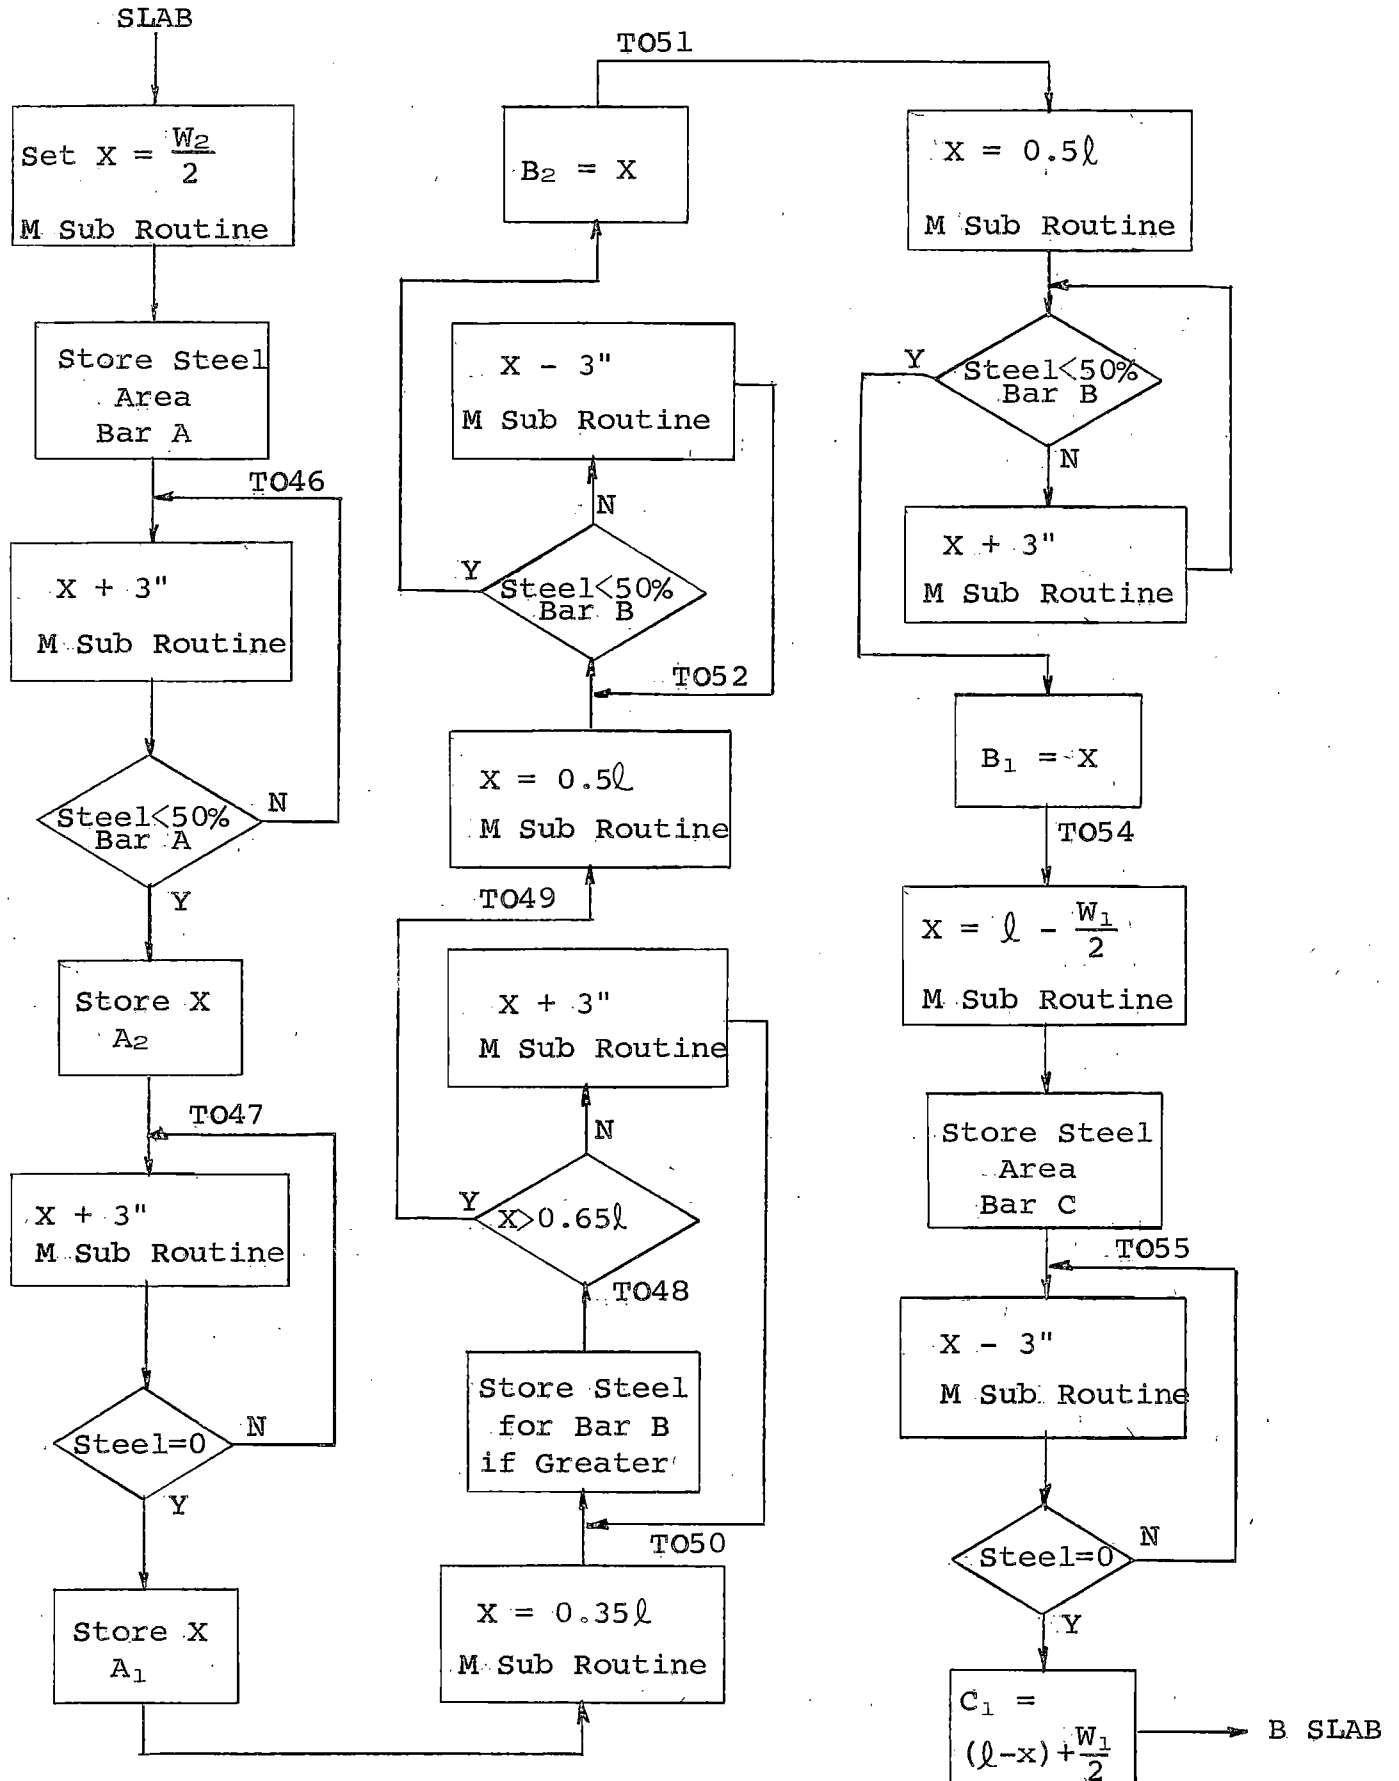 SLAB
Set X = W₂/2
M Sub Routine
Store Steel
Area
Bar A
TO46
X + 3"
M Sub Routine
Steel<50%
Bar A
N
Y
Store X
A₂
TO47
X + 3"
M Sub Routine
Steel=0
N
Y
Store X
A₁
X = 0.35ℓ
M Sub Routine
TO50
Store Steel
for Bar B
if Greater
TO48
X>0.65ℓ
Y
N
X + 3"
M Sub Routine
TO49
X = 0.5ℓ
M Sub Routine
TO52
Steel<50%
Bar B
Y
N
X - 3"
M Sub Routine
B₂ = X
TO51
X = 0.5ℓ
M Sub Routine
Steel<50%
Bar B
Y
N
X + 3"
M Sub Routine
B₁ = X
TO54
X = ℓ - W₁/2
M Sub Routine
Store Steel
Area
Bar C
TO55
X - 3"
M Sub Routine
Steel=0
N
Y
C₁ =
(ℓ-x)+W₁/2
B SLAB